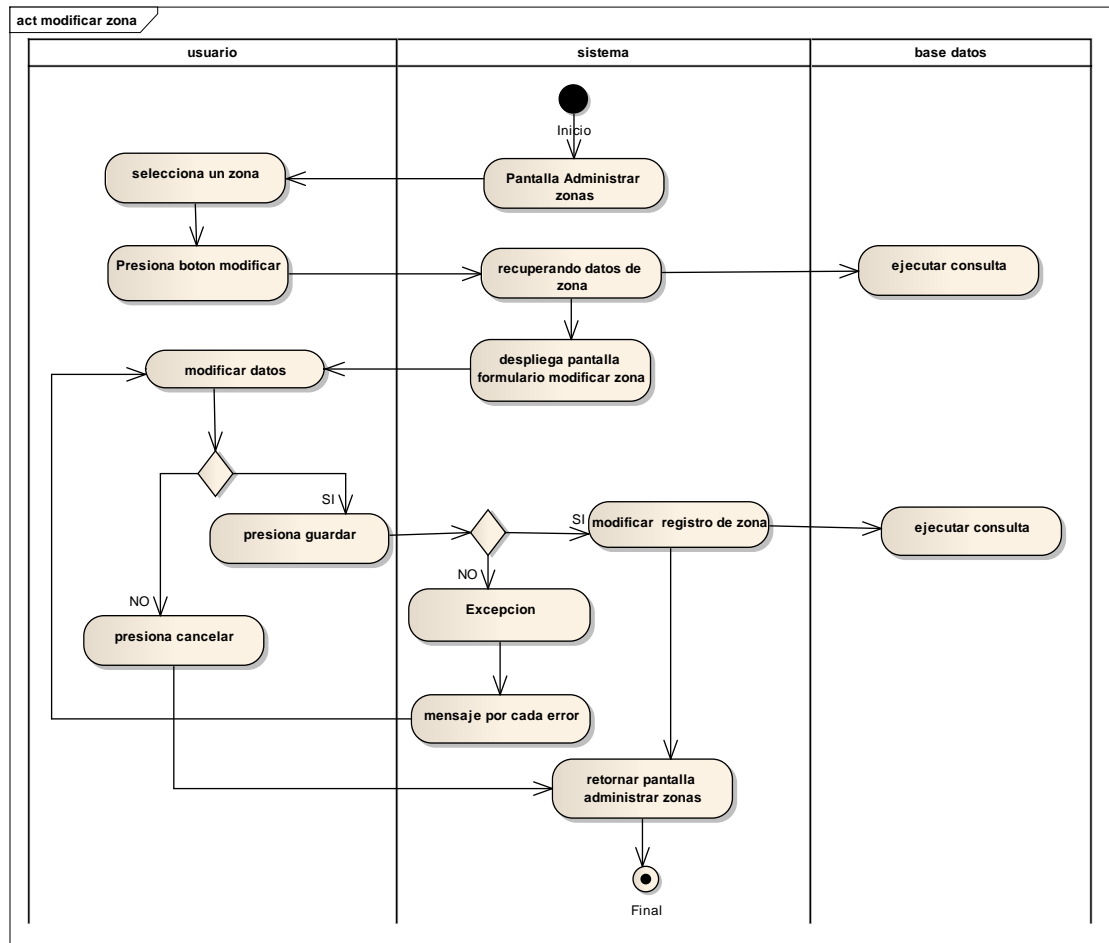 act modificar zona
usuario
sistema
base datos
Inicio
selecciona un zona
Pantalla Administrar
zonas
Presiona boton modificar
recuperando datos de
zona
ejecutar consulta
despliega pantalla
formulario modificar zona
modificar datos
SI
presiona guardar
SI
modificar registro de zona
ejecutar consulta
NO
Excepcion
NO
presiona cancelar
mensaje por cada error
retornar pantalla
administrar zonas
Final